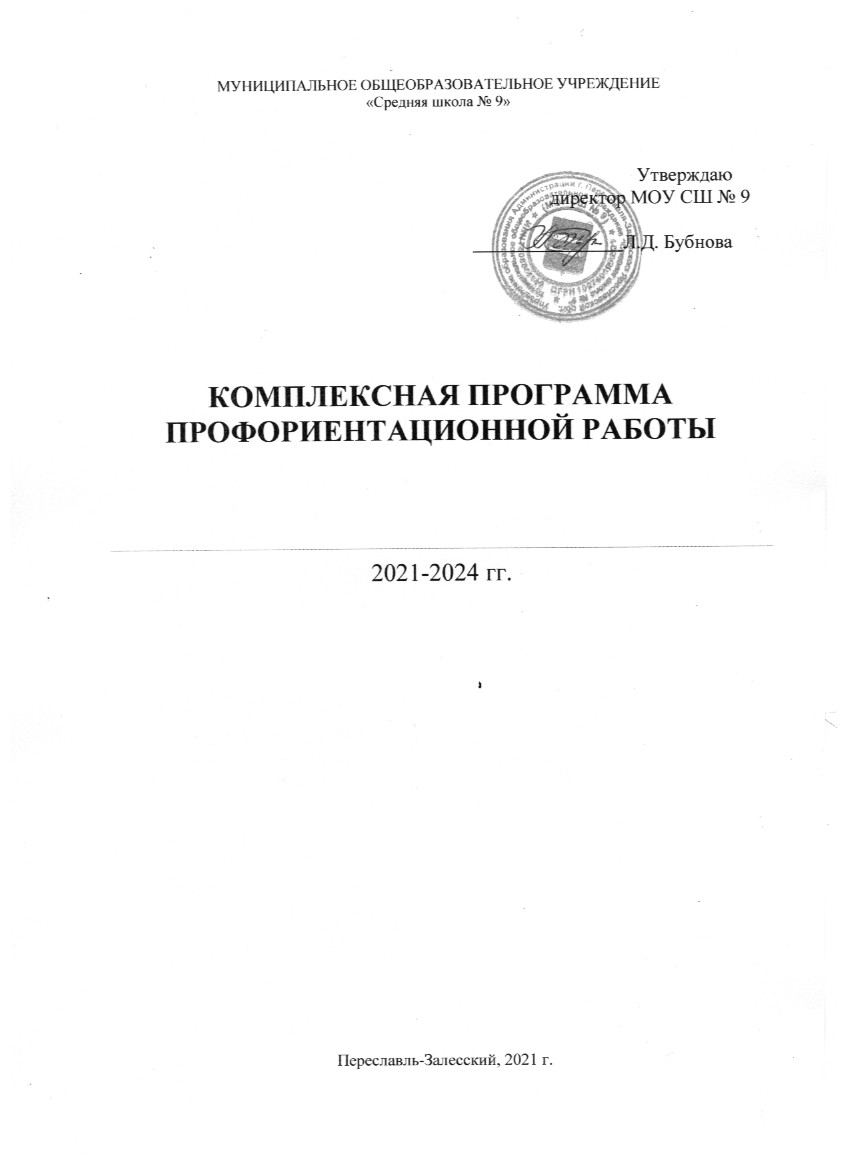 МУНИЦИПАЛЬНОЕ ОБЩЕОБРАЗОВАТЕЛЬНОЕ УЧРЕЖДЕНИЕ
«Средняя школа № 9»
Утверждаю
директор МОУ СШ № 9
Л.Д. Бубнова
КОМПЛЕКСНАЯ ПРОГРАММА
ПРОФОРИЕНТАЦИОННОЙ РАБОТЫ
2021-2024 гг.
Переславль-Залесский, 2021 г.